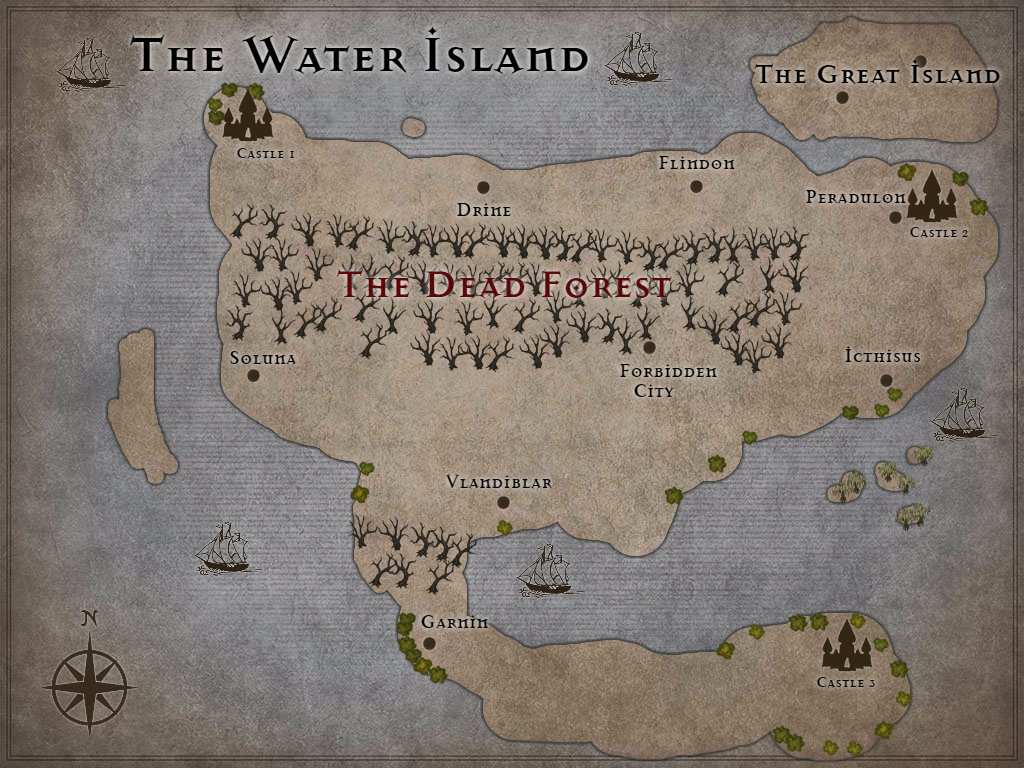 The Water Island
The Great Island
Castle 1
Flindon
Drine
Peradulon
Castle 2
The Dead Forest
Soluna
Forbidden
City
Icthisus
Vlandiblar
N
Garnin
Castle 3